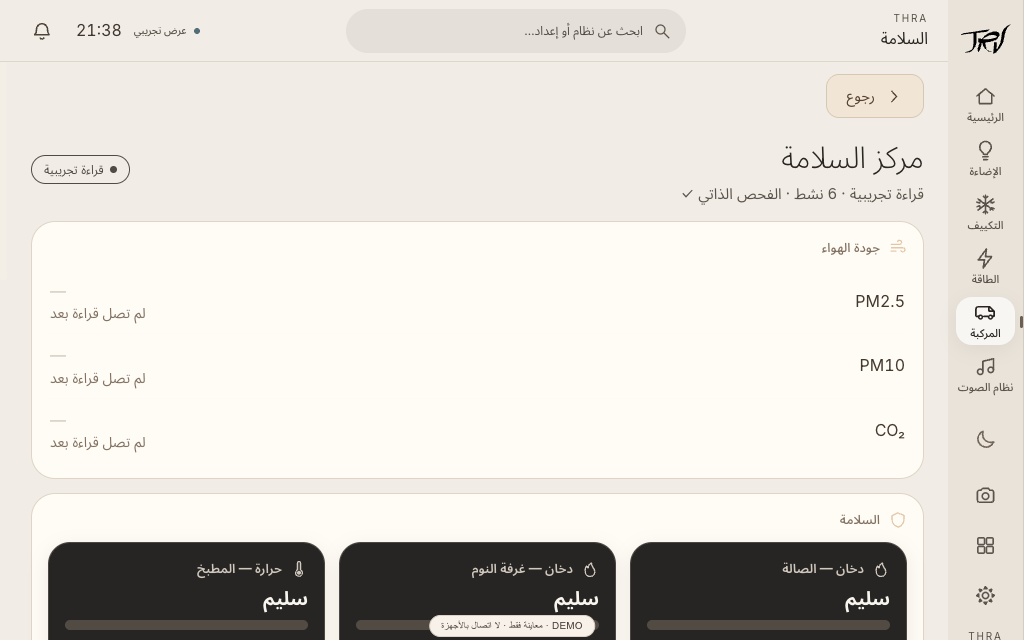 THRA
السلامة
ابحث عن نظام أو إعداد...
عرض تجريبي
21:38
الرئيسية
الإضاءة
التكييف
الطاقة
المركبة
نظام الصوت
THRA
رجوع
مركز السلامة
قراءة تجريبية · 6 نشط · الفحص الذاتي ✓
قراءة تجريبية
جودة الهواء
PM2.5
—
لم تصل قراءة بعد
PM10
—
لم تصل قراءة بعد
CO₂
—
لم تصل قراءة بعد
السلامة
دخان — الصالة
سليم
دخان — غرفة النوم
سليم
حرارة — المطبخ
سليم
DEMO · معاينة فقط · لا اتصال بالأجهزة